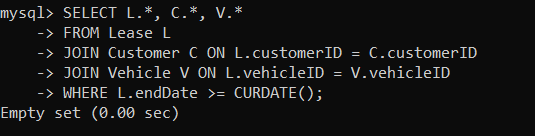 mysql> SELECT L.*, C.*, V.*
    -> FROM Lease L
    -> JOIN Customer C ON L.customerID = C.customerID
    -> JOIN Vehicle V ON L.vehicleID = V.vehicleID
    -> WHERE L.endDate >= CURDATE();
Empty set (0.00 sec)